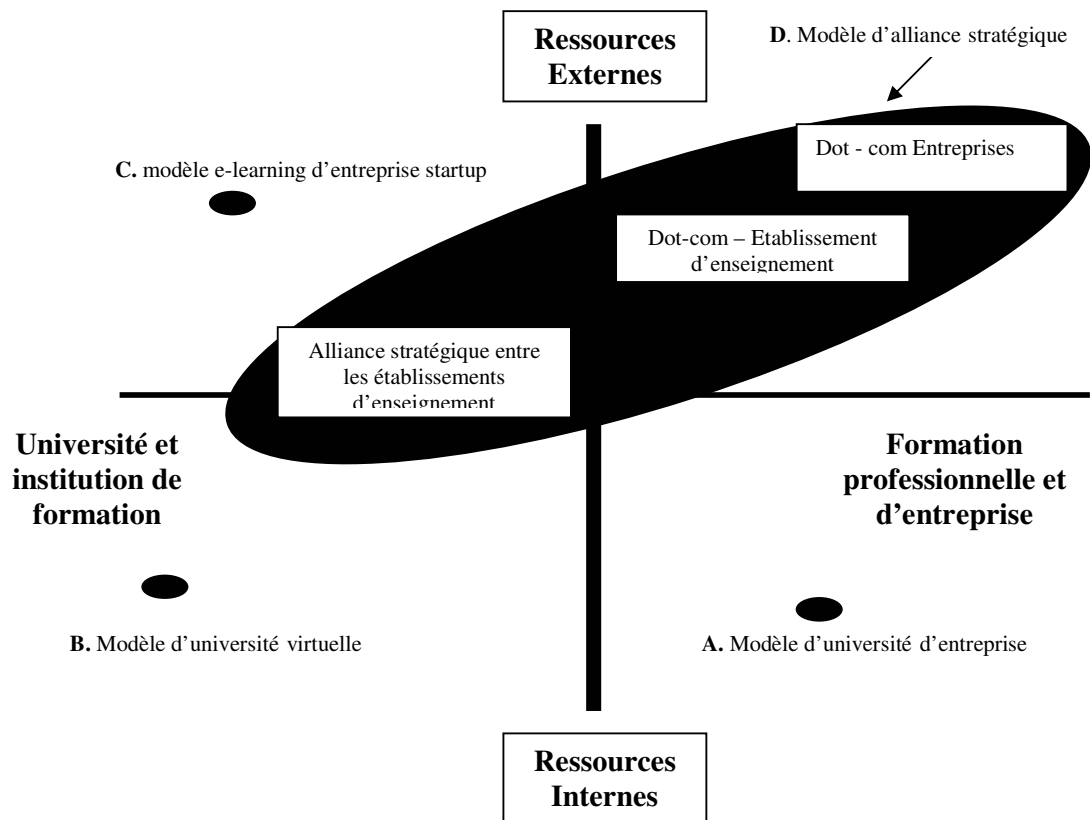 Ressources
Externes
D. Modèle d'alliance stratégique
Dot - com Entreprises
C. modèle e-learning d'entreprise startup
Dot-com – Etablissement
d'enseignement
Alliance stratégique entre
les établissements
d'enseignement
Université et
institution de
formation
Formation
professionnelle et
d'entreprise
B. Modèle d'université virtuelle
A. Modèle d'université d'entreprise
Ressources
Internes